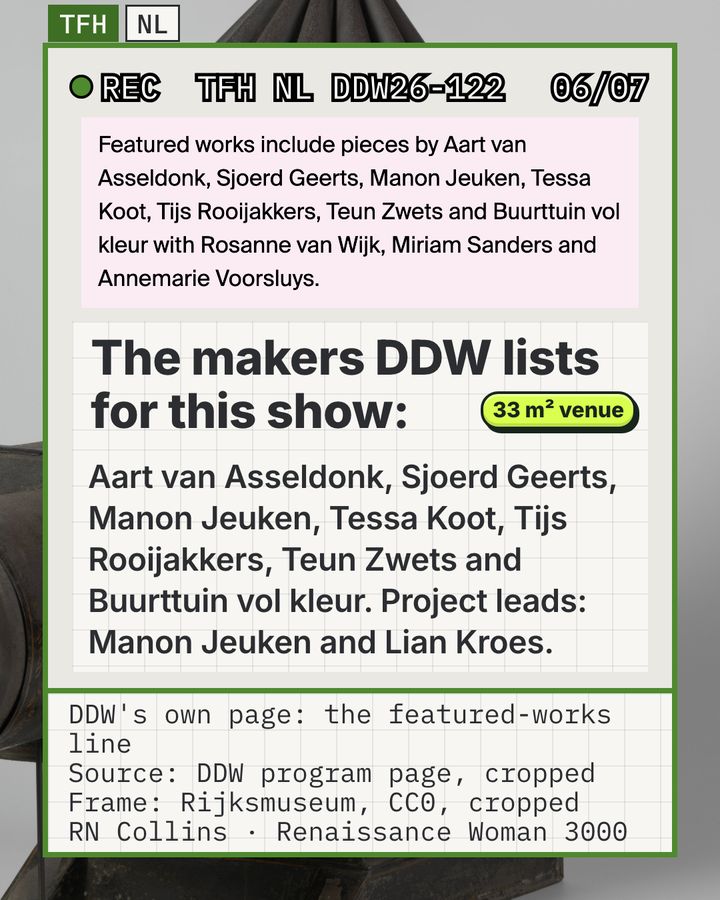 TFH NL
REC TFH NL DDW26-122 06/07
Featured works include pieces by Aart van
Asseldonk, Sjoerd Geerts, Manon Jeuken, Tessa
Koot, Tijs Rooijakkers, Teun Zwets and Buurttuin vol
kleur with Rosanne van Wijk, Miriam Sanders and
Annemarie Voorsluys.
The makers DDW lists
for this show:
33 m² venue
Aart van Asseldonk, Sjoerd Geerts,
Manon Jeuken, Tessa Koot, Tijs
Rooijakkers, Teun Zwets and
Buurttuin vol kleur. Project leads:
Manon Jeuken and Lian Kroes.
DDW's own page: the featured-works
line
Source: DDW program page, cropped
Frame: Rijksmuseum, CC0, cropped
RN Collins · Renaissance Woman 3000